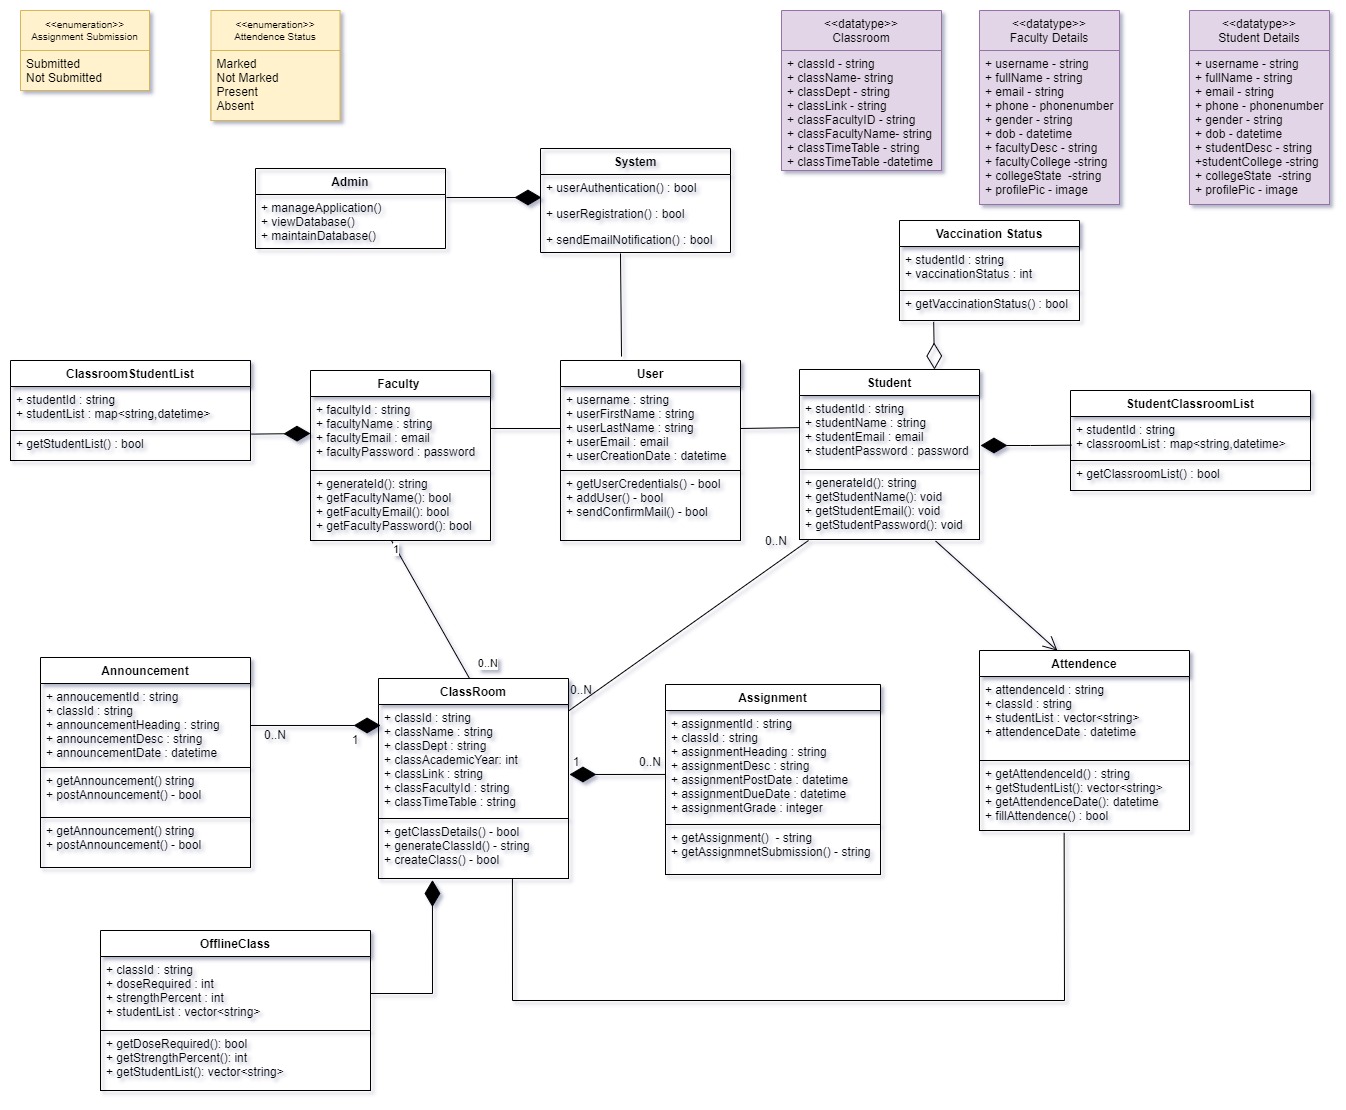 <<enumeration>>
Assignment Submission
Submitted
Not Submitted
<<enumeration>>
Attendence Status
Marked
Not Marked
Present
Absent
<<datatype>>
Classroom
+ classId - string
+ className- string
+ classDept - string
+ classLink - string
+ classFacultyID - string
+ classFacultyName- string
+ classTimeTable - string
+ classTimeTable -datetime
<<datatype>>
Faculty Details
+ username - string
+ fullName - string
+ email - string
+ phone - phonenumber
+ gender - string
+ dob - datetime
+ facultyDesc - string
+ facultyCollege -string
+ collegeState -string
+ profilePic - image
<<datatype>>
Student Details
+ username - string
+ fullName - string
+ email - string
+ phone - phonenumber
+ gender - string
+ dob - datetime
+ studentDesc - string
+studentCollege -string
+ collegeState -string
+ profilePic - image
Admin
+ manageApplication()
+ viewDatabase()
+ maintainDatabase()
System
+ userAuthentication() : bool
+ userRegistration() : bool
+ sendEmailNotification() : bool
Vaccination Status
+ studentId : string
+ vaccinationStatus : int
+ getVaccinationStatus() : bool
ClassroomStudentList
+ studentId : string
+ studentList : map<string,datetime>
+ getStudentList() : bool
Faculty
+ facultyId : string
+ facultyName : string
+ facultyEmail : email
+ facultyPassword : password
+ generateId(): string
+ getFacultyName(): bool
+ getFacultyEmail(): bool
+ getFacultyPassword(): bool
User
+ username : string
+ userFirstName : string
+ userLastName : string
+ userEmail : email
+ userCreationDate : datetime
+ getUserCredentials() - bool
+ addUser() - bool
+ sendConfirmMail() - bool
Student
+ studentId : string
+ studentName : string
+ studentEmail : email
+ studentPassword : password
+ generateId(): string
+ getStudentName(): void
+ getStudentEmail(): void
+ getStudentPassword(): void
StudentClassroomList
+ studentId : string
+ classroomList : map<string,datetime>
+ getClassroomList() : bool
1
0..N
0..N
0..N
Announcement
+ annoucementId : string
+ classId : string
+ announcementHeading : string
+ announcementDesc : string
+ announcementDate : datetime
+ getAnnouncement() string
+ postAnnouncement() - bool
+ getAnnouncement() string
+ postAnnouncement() - bool
0..N
1
ClassRoom
+ classId : string
+ className : string
+ classDept : string
+ classAcademicYear: int
+ classLink : string
+ classFacultyId : string
+ classTimeTable : string
+ getClassDetails() - bool
+ generateClassId() - string
+ createClass() - bool
1
0..N
Assignment
+ assignmentId : string
+ classId : string
+ assignmentHeading : string
+ assignmentDesc : string
+ assignmentPostDate : datetime
+ assignmentDueDate : datetime
+ assignmentGrade : integer
+ getAssignment() - string
+ getAssignmnetSubmission() - string
Attendence
+ attendenceId : string
+ classId : string
+ studentList : vector<string>
+ attendenceDate : datetime
+ getAttendenceId() : string
+ getStudentList(): vector<string>
+ getAttendenceDate(): datetime
+ fillAttendence() : bool
OfflineClass
+ classId : string
+ doseRequired : int
+ strengthPercent : int
+ studentList : vector<string>
+ getDoseRequired(): bool
+ getStrengthPercent(): int
+ getStudentList(): vector<string>